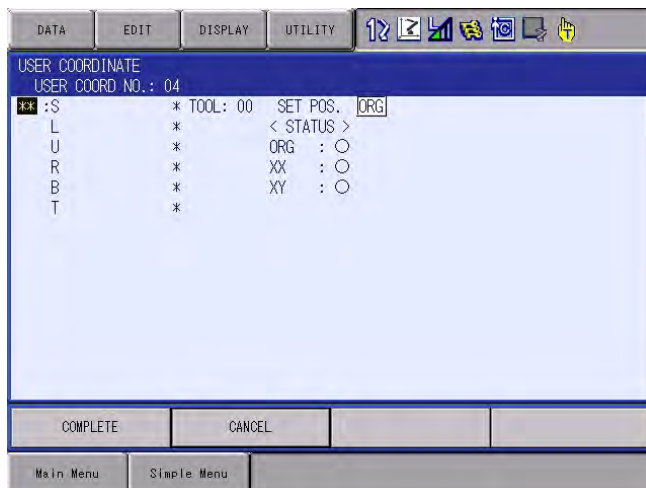 DATA EDIT DISPLAY UTILITY
USER COORDINATE
USER COORD NO.: 04
** :S * TOOL: 00 SET POS. ORG
L * < STATUS >
U * ORG : ○
R * XX : ○
B * XY : ○
T *
COMPLETE CANCEL
Main Menu Simple Menu